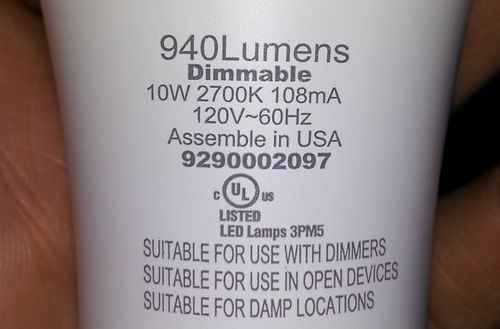 940Lumens
Dimmable
10W 2700K 108mA
120V~60Hz
Assemble in USA
9290002097
c UL us
LISTED
LED Lamps 3PM5
SUITABLE FOR USE WITH DIMMERS
SUITABLE FOR USE IN OPEN DEVICES
SUITABLE FOR DAMP LOCATIONS